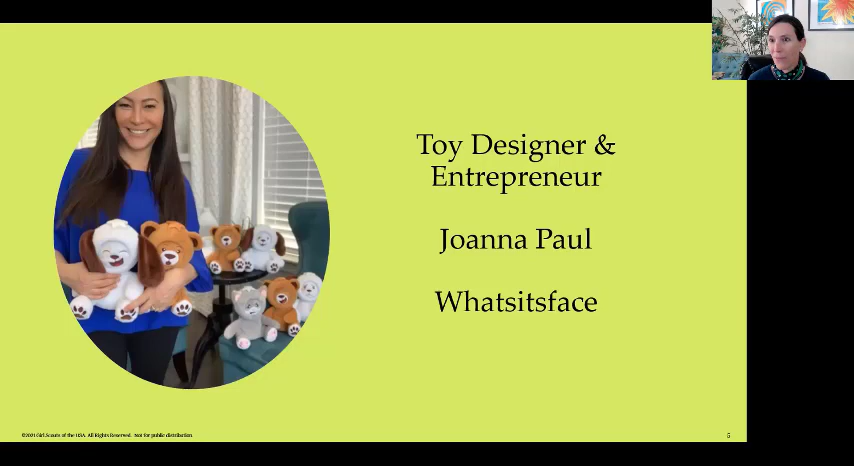 Toy Designer &
Entrepreneur
Joanna Paul
Whatsitsface
©2021 Girl Scouts of the USA. All Rights Reserved. Not for public distribution.
5